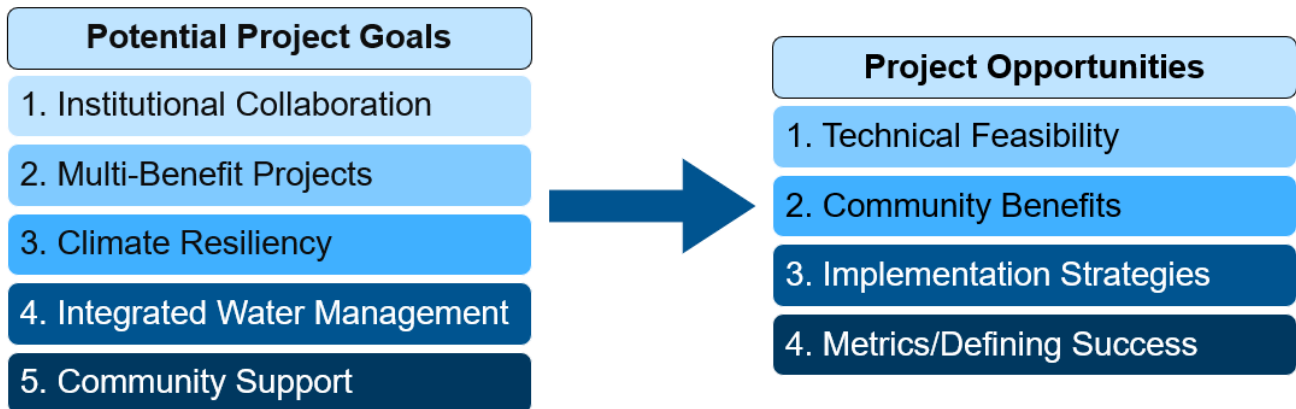 Potential Project Goals
1. Institutional Collaboration
2. Multi-Benefit Projects
3. Climate Resiliency
4. Integrated Water Management
5. Community Support
Project Opportunities
1. Technical Feasibility
2. Community Benefits
3. Implementation Strategies
4. Metrics/Defining Success